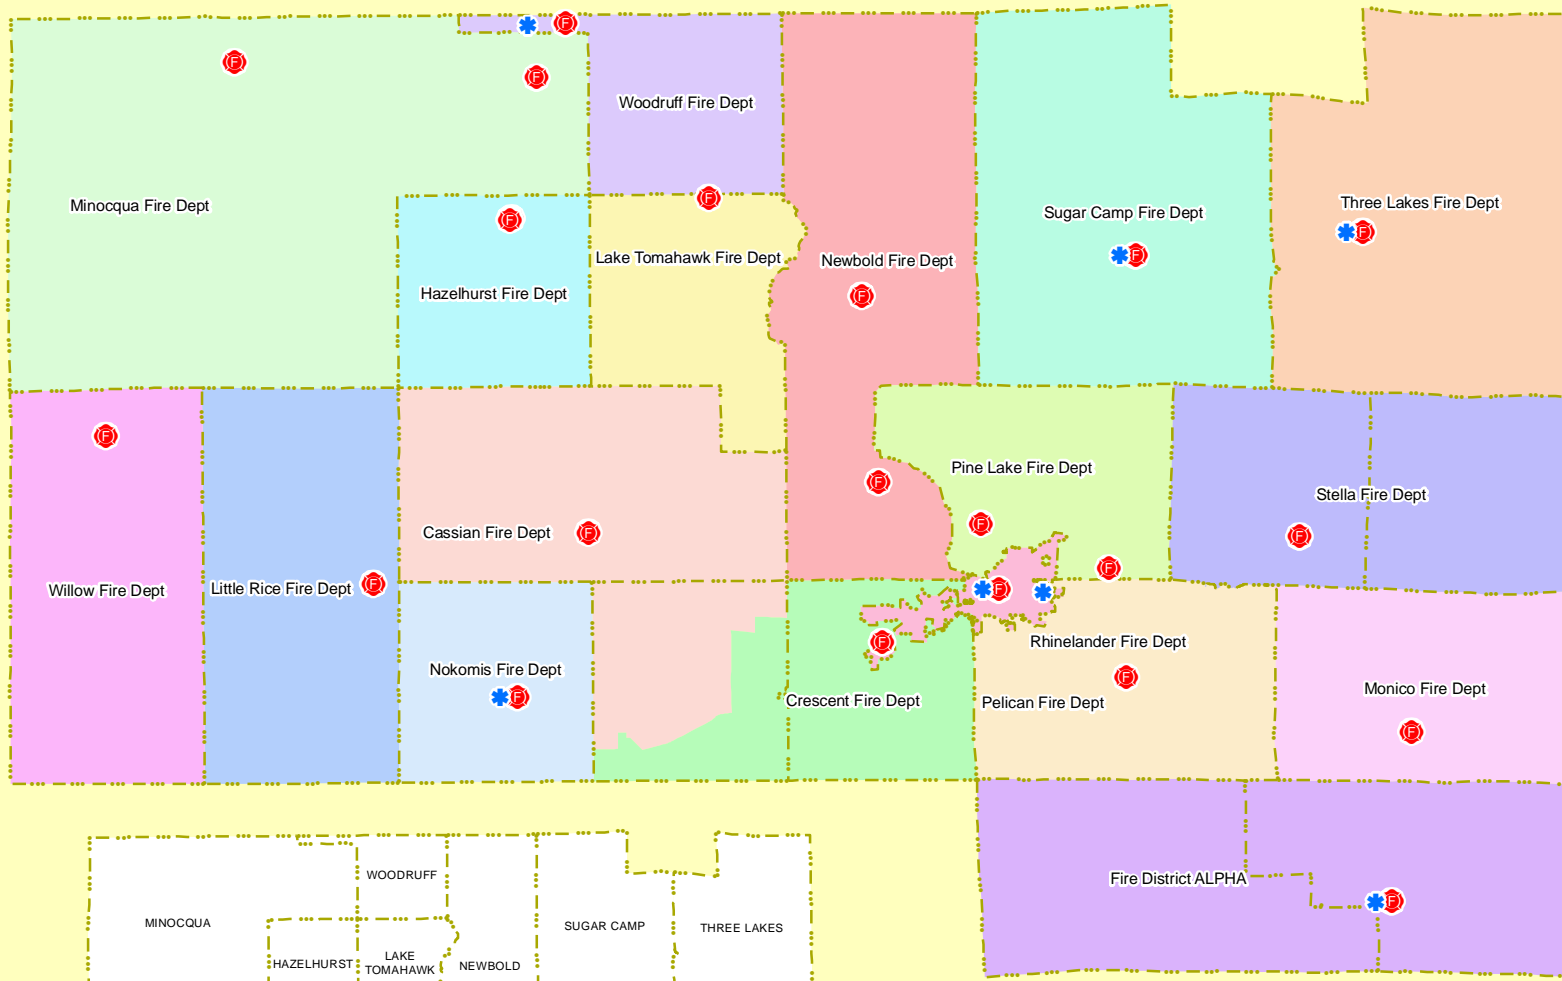 F
F
F
Woodruff Fire Dept
Minocqua Fire Dept
F
F
Three Lakes Fire Dept
Sugar Camp Fire Dept
F
F
Lake Tomahawk Fire Dept
Newbold Fire Dept
Hazelhurst Fire Dept
F
F
Pine Lake Fire Dept
F
Stella Fire Dept
F
Cassian Fire Dept
F
F
F
Little Rice Fire Dept
F
Willow Fire Dept
F
Rhinelander Fire Dept
F
Nokomis Fire Dept
F
F
Monico Fire Dept
Crescent Fire Dept
Pelican Fire Dept
F
WOODRUFF
Fire District ALPHA
F
MINOCQUA
SUGAR CAMP
THREE LAKES
HAZELHURST
LAKE
TOMAHAWK
NEWBOLD